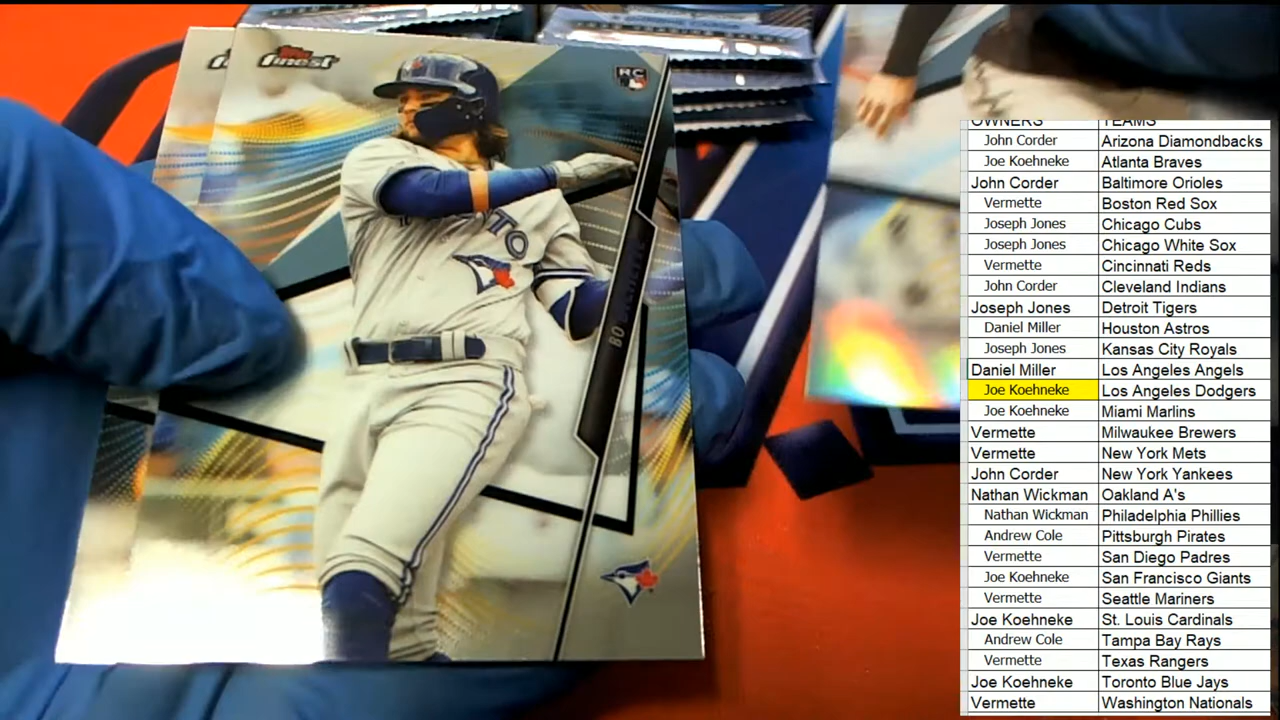 Topps
finest
RC
TORONTO
BO BICHETTE
OWNERS TEAMS
John Corder Arizona Diamondbacks
Joe Koehneke Atlanta Braves
John Corder Baltimore Orioles
Vermette Boston Red Sox
Joseph Jones Chicago Cubs
Joseph Jones Chicago White Sox
Vermette Cincinnati Reds
John Corder Cleveland Indians
Joseph Jones Detroit Tigers
Daniel Miller Houston Astros
Joseph Jones Kansas City Royals
Daniel Miller Los Angeles Angels
Joe Koehneke Los Angeles Dodgers
Joe Koehneke Miami Marlins
Vermette Milwaukee Brewers
Vermette New York Mets
John Corder New York Yankees
Nathan Wickman Oakland A's
Nathan Wickman Philadelphia Phillies
Andrew Cole Pittsburgh Pirates
Vermette San Diego Padres
Joe Koehneke San Francisco Giants
Vermette Seattle Mariners
Joe Koehneke St. Louis Cardinals
Andrew Cole Tampa Bay Rays
Vermette Texas Rangers
Joe Koehneke Toronto Blue Jays
Vermette Washington Nationals